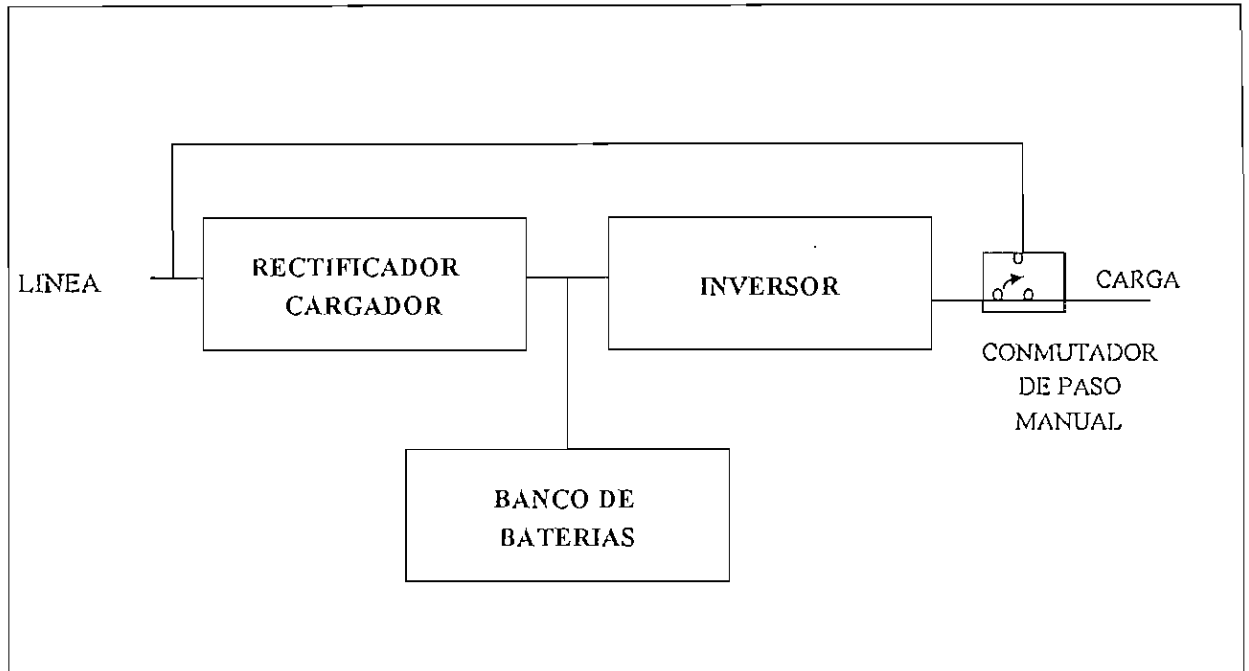 LINEA
RECTIFICADOR
CARGADOR
INVERSOR
CARGA
CONMUTADOR
DE PASO
MANUAL
BANCO DE
BATERIAS